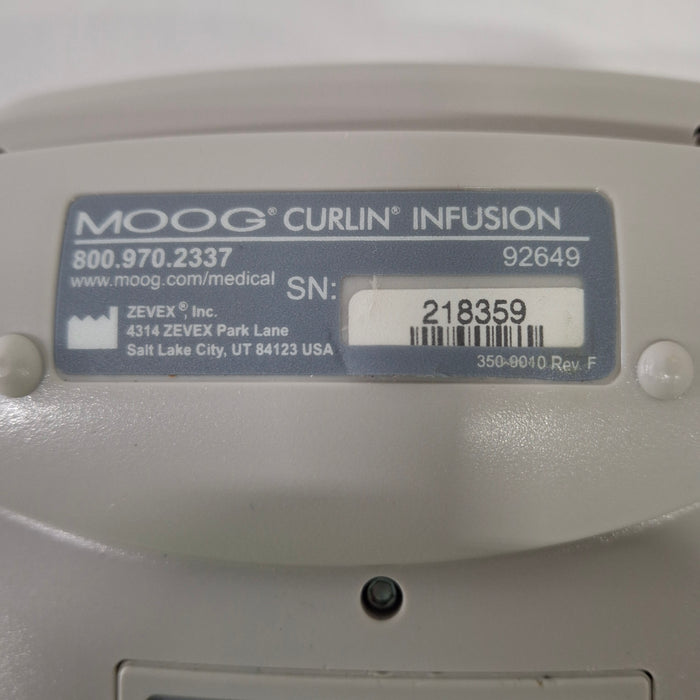 MOOG® CURLIN® INFUSION
800.970.2337
92649
www.moog.com/medical
SN:
218359
ZEVEX® Inc.
4314 ZEVEX Park Lane
Salt Lake City, UT 84123 USA
350-9010 Rev. F